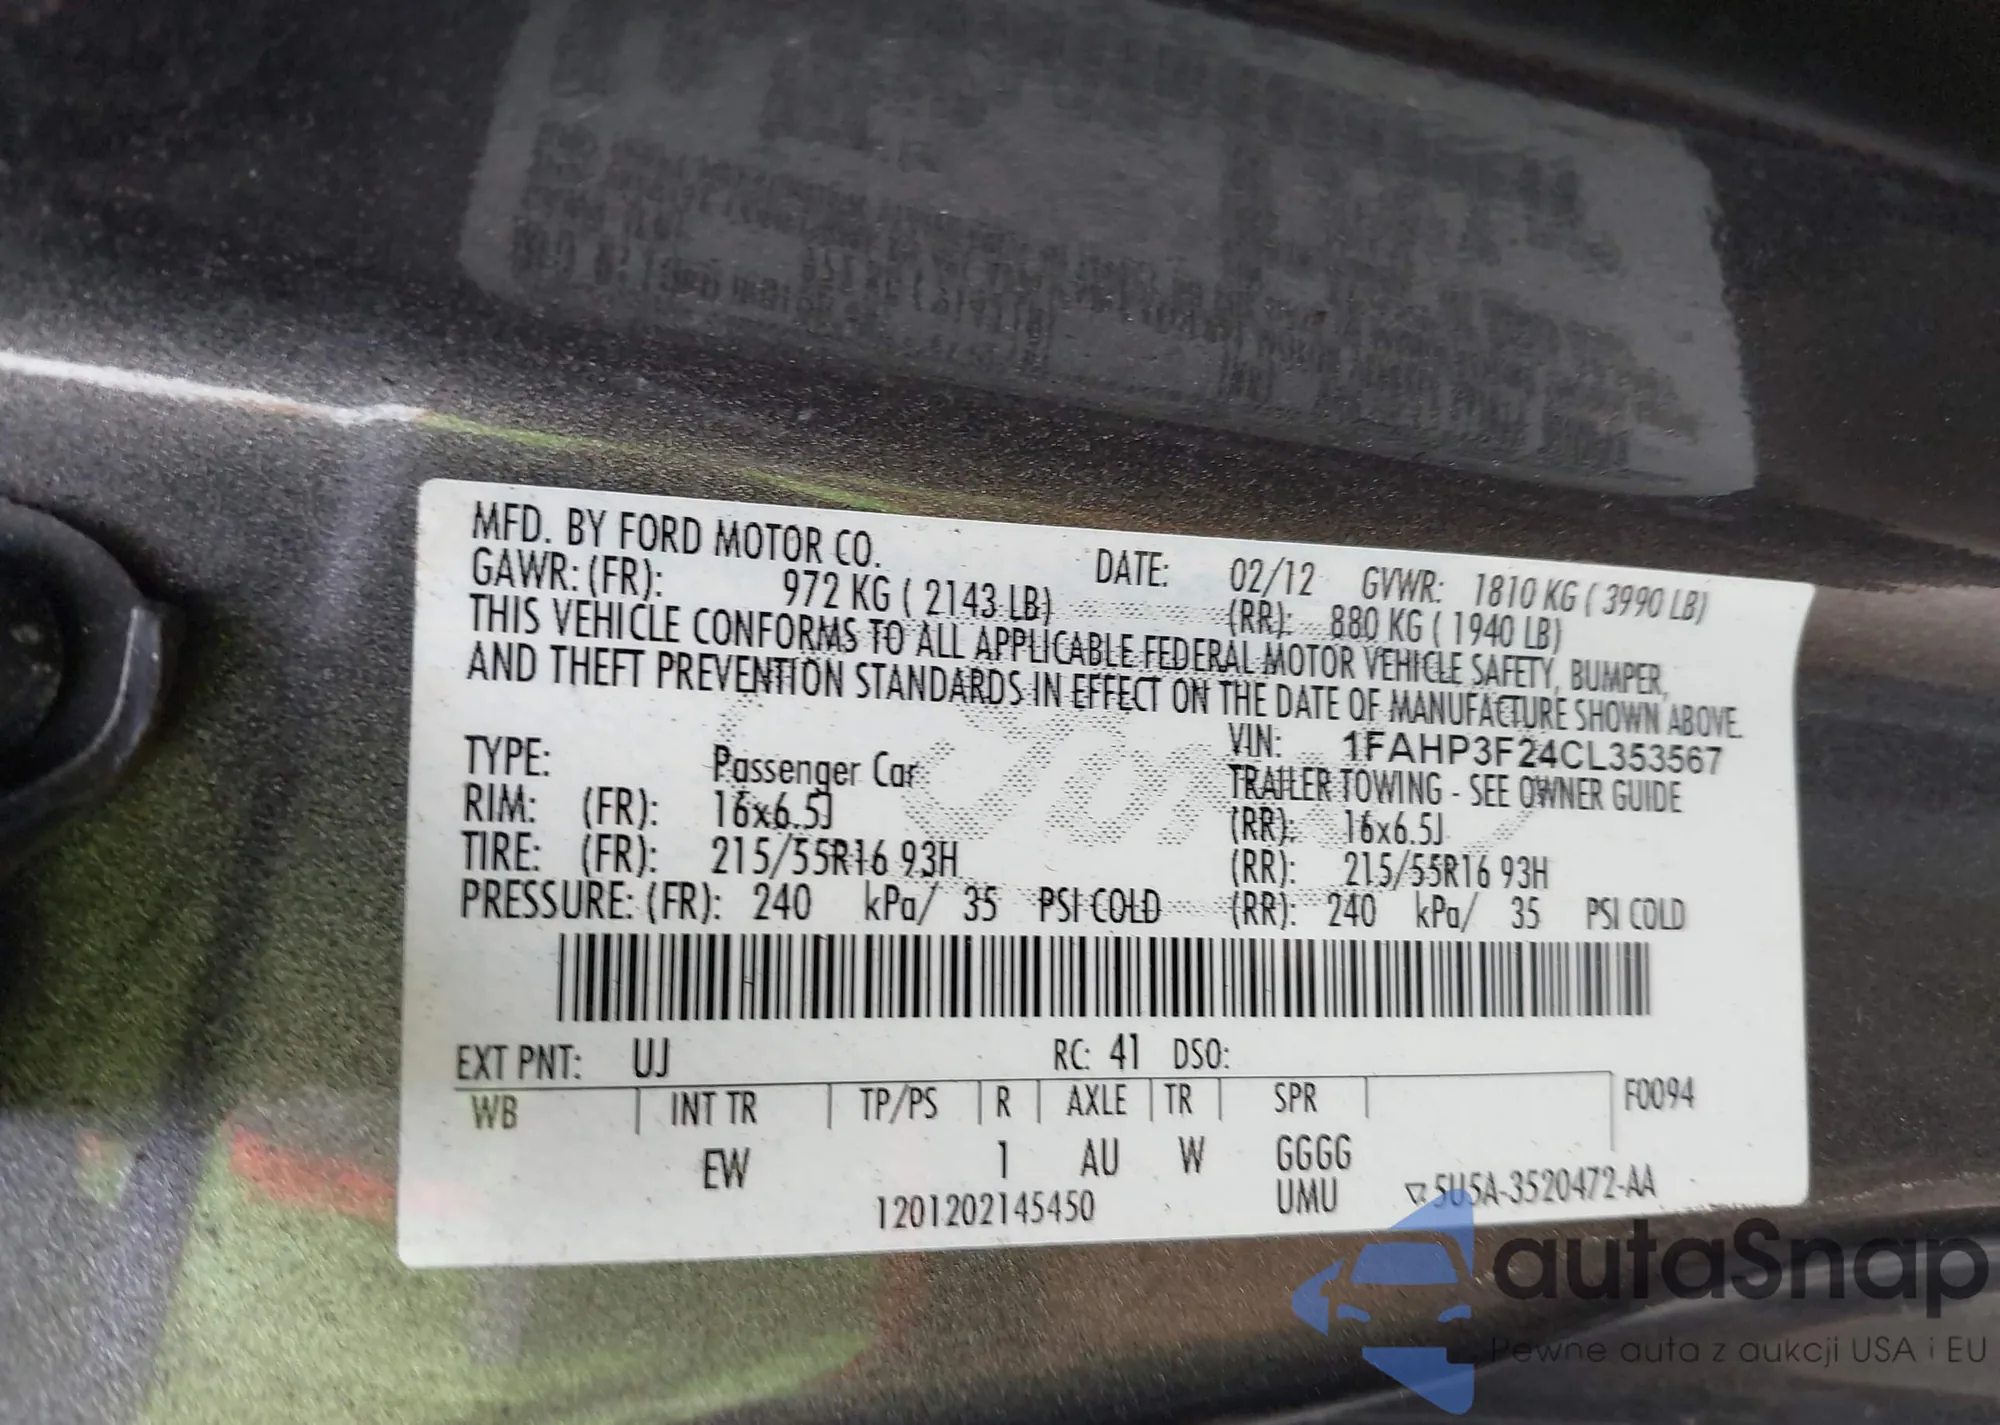 MFD. BY FORD MOTOR CO. DATE: 02/12 GVWR: 1810 KG ( 3990 LB)
GAWR: (FR): 972 KG ( 2143 LB) (RR): 880 KG ( 1940 LB)
THIS VEHICLE CONFORMS TO ALL APPLICABLE FEDERAL MOTOR VEHICLE SAFETY, BUMPER,
AND THEFT PREVENTION STANDARDS IN EFFECT ON THE DATE OF MANUFACTURE SHOWN ABOVE.
VIN: 1FAHP3F24CL353567
TYPE: Passenger Car TRAILER TOWING - SEE OWNER GUIDE
RIM: (FR): 16x6.5J (RR): 16x6.5J
TIRE: (FR): 215/55R16 93H (RR): 215/55R16 93H
PRESSURE: (FR): 240 kPa/ 35 PSI COLD (RR): 240 kPa/ 35 PSI COLD
EXT PNT: UJ RC: 41 DSO:
WB INT TR TP/PS R AXLE TR SPR F0094
EW 1 AU W GGGG
1201202145450 UMU 5U5A-3520472-AA
autaSnap
Pewne auta z aukcji USA i EU